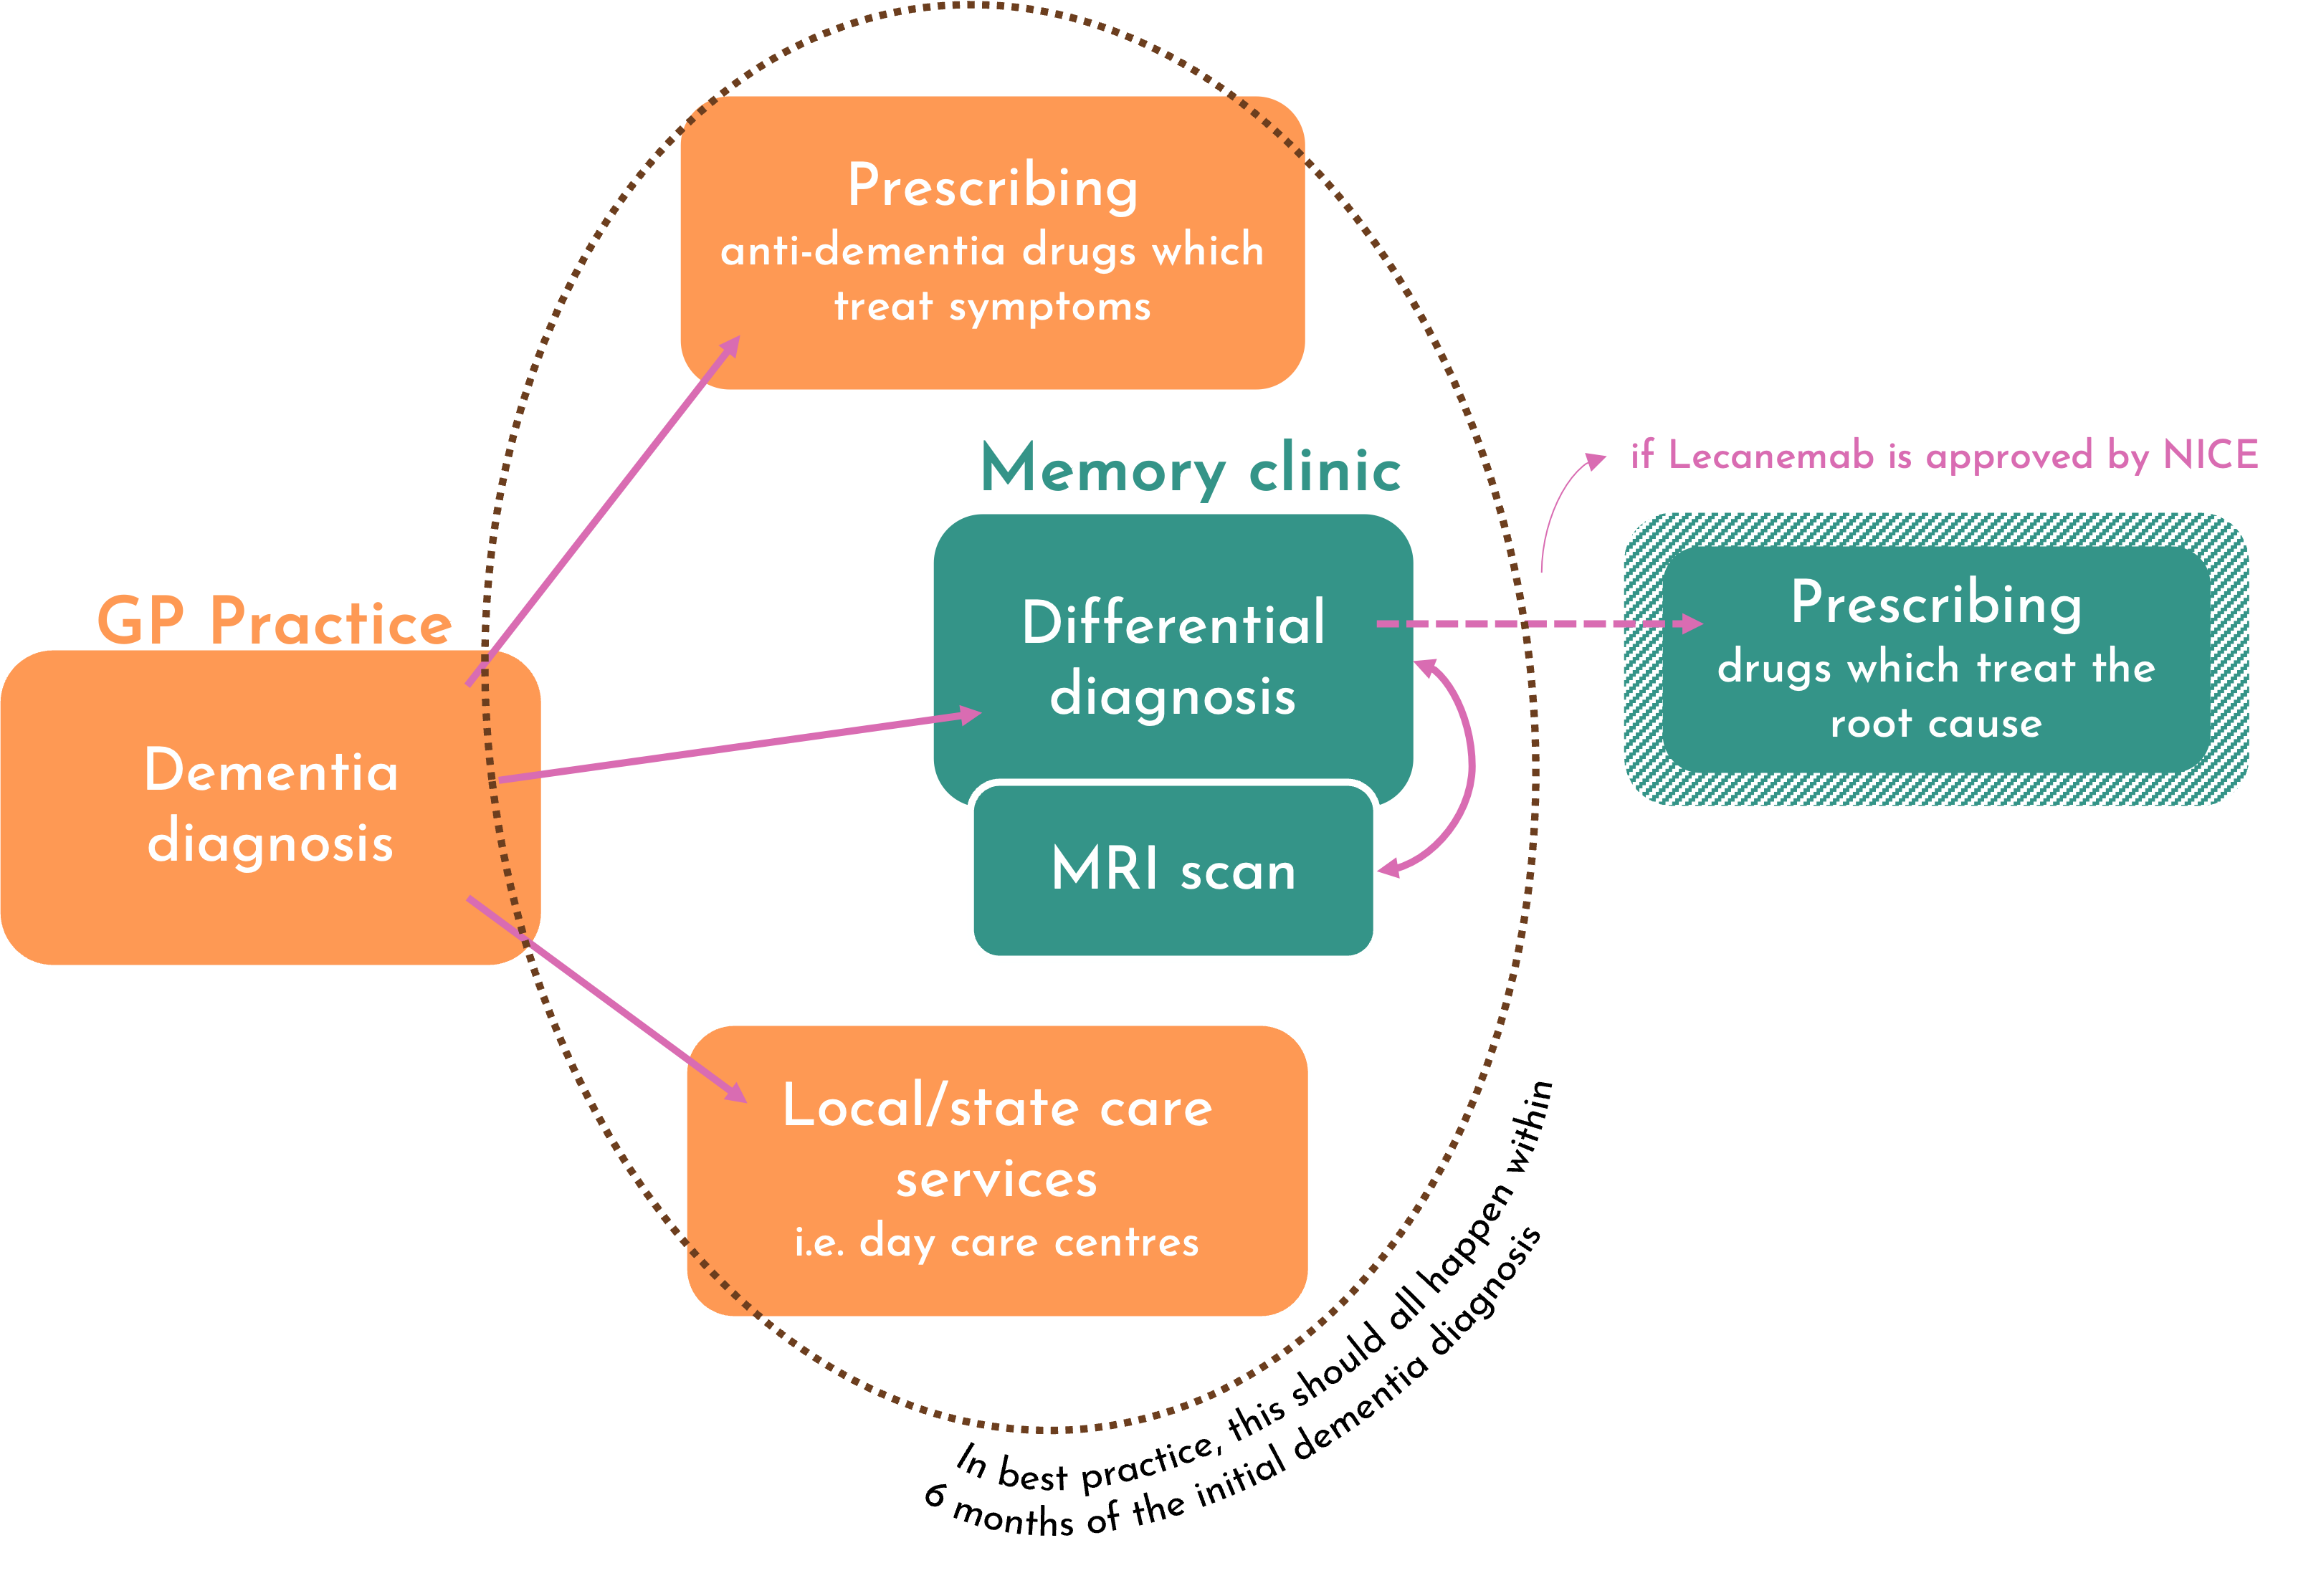 Prescribing
anti-dementia drugs which
treat symptoms
Memory clinic
if Lecanemab is approved by NICE
GP Practice
Differential
diagnosis
Prescribing
drugs which treat the
root cause
Dementia
diagnosis
MRI scan
Local/state care
services
i.e. day care centres
In best practice, this should all happen within
6 months of the initial dementia diagnosis